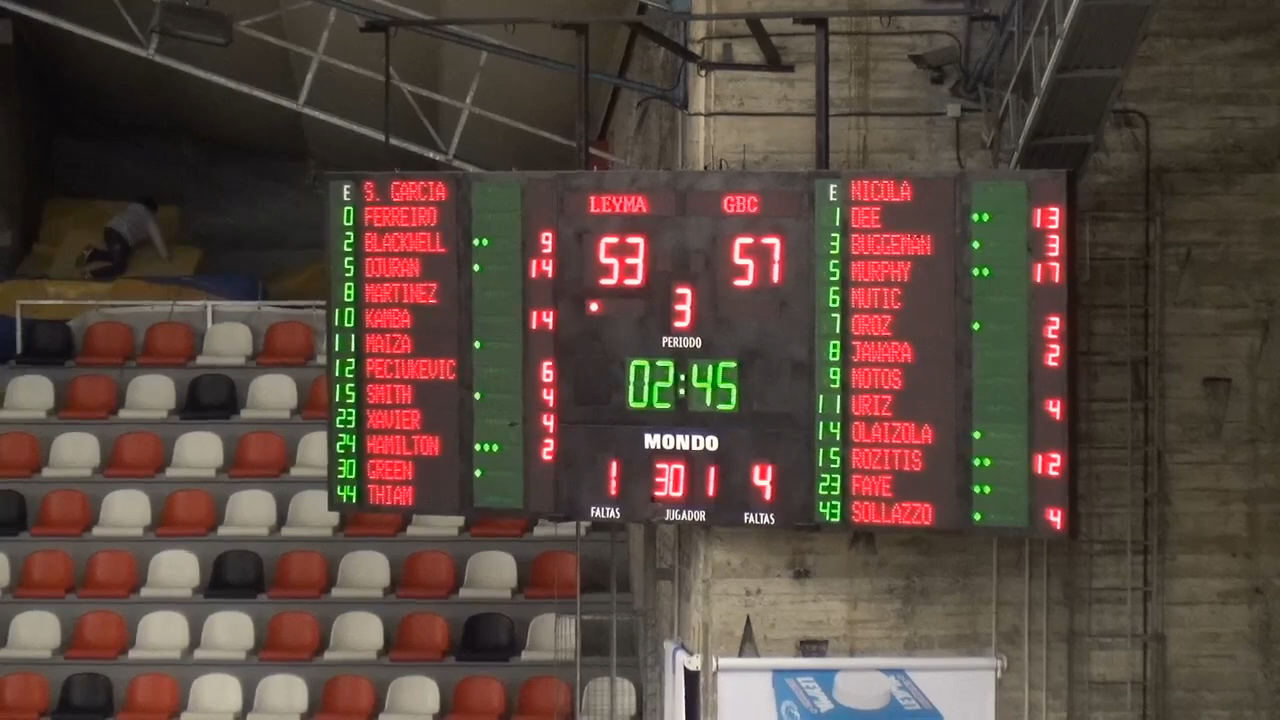 E S. GARCIA
0 FERREIRO
2 BLACKWELL 9
5 DJURAN 14
8 MARTINEZ
10 KAMBA 14
11 MAIZA
12 PECIUKEVIC 6
15 SMITH 4
23 XAVIER 4
24 HAMILTON 2
30 GREEN
44 THIAM
LEYMA GBC
53 57
3
PERIODO
02:45
MONDO
1 30 1 4
FALTAS JUGADOR FALTAS
E NICOLA
1 DEE 13
3 BUGGEMAN 3
5 MURPHY 17
6 MUTIC
7 OROZ 2
8 JAWARA 2
9 MOTOS
11 URIZ 4
14 OLAIZOLA
15 ROZITIS 12
23 FAYE
43 SOLLAZZO 4
LEYMA